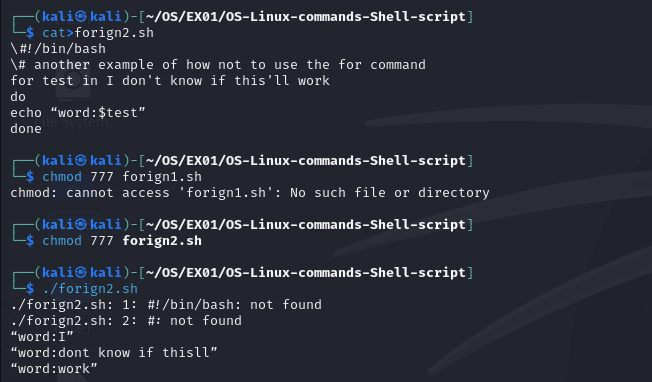 ┌──(kali㉿kali)-[~/OS/EX01/OS-Linux-commands-Shell-script]
└─$ cat>forign2.sh
\#!/bin/bash
\# another example of how not to use the for command
for test in I don't know if this'll work
do
echo “word:$test”
done
┌──(kali㉿kali)-[~/OS/EX01/OS-Linux-commands-Shell-script]
└─$ chmod 777 forign1.sh
chmod: cannot access 'forign1.sh': No such file or directory
┌──(kali㉿kali)-[~/OS/EX01/OS-Linux-commands-Shell-script]
└─$ chmod 777 forign2.sh
┌──(kali㉿kali)-[~/OS/EX01/OS-Linux-commands-Shell-script]
└─$ ./forign2.sh
./forign2.sh: 1: #!/bin/bash: not found
./forign2.sh: 2: #: not found
“word:I”
“word:dont know if thisll”
“word:work”